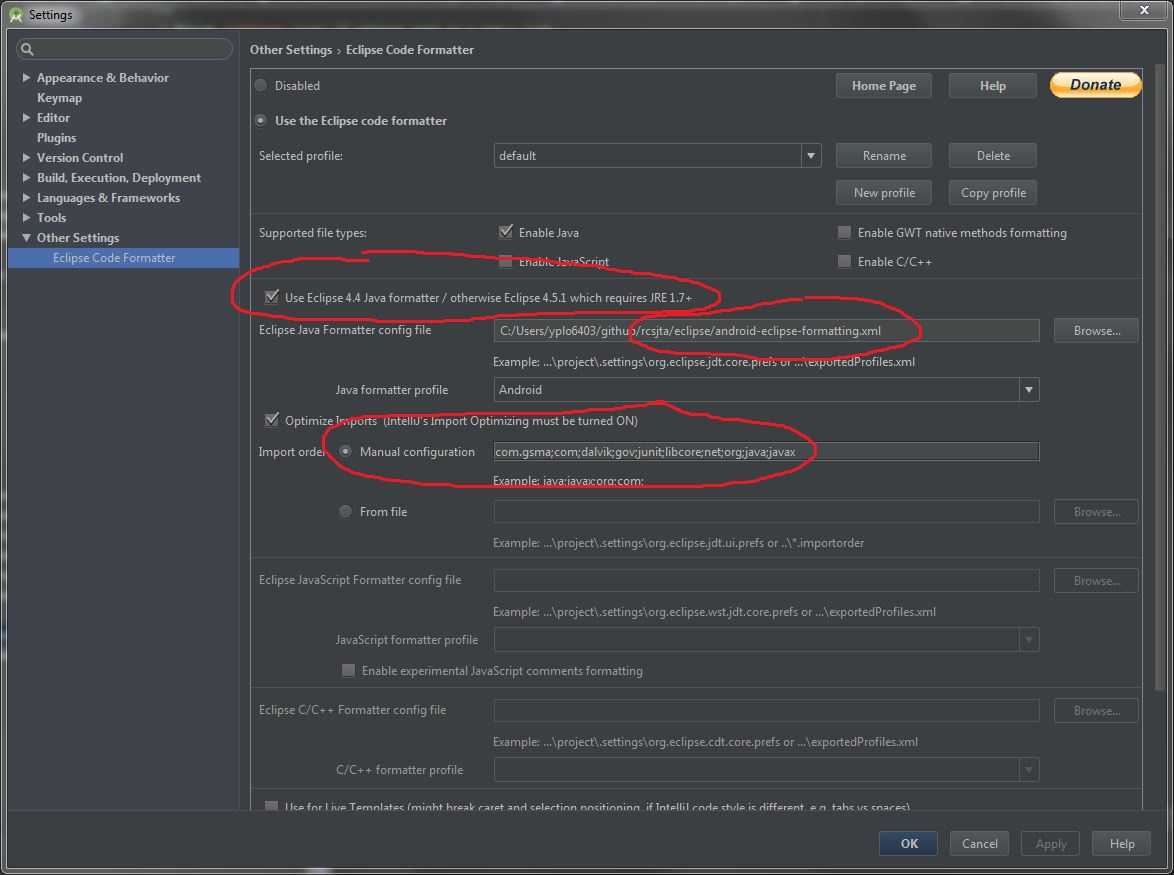 Settings
Other Settings › Eclipse Code Formatter
Appearance & Behavior
Keymap
Editor
Plugins
Version Control
Build, Execution, Deployment
Languages & Frameworks
Tools
Other Settings
Eclipse Code Formatter
Disabled
Home Page
Help
Donate
Use the Eclipse code formatter
Selected profile:
default
Rename
Delete
New profile
Copy profile
Supported file types:
Enable Java
Enable GWT native methods formatting
Enable JavaScript
Enable C/C++
Use Eclipse 4.4 Java formatter / otherwise Eclipse 4.5.1 which requires JRE 1.7+
Eclipse Java Formatter config file
C:/Users/yplo6403/github/rcsjta/eclipse/android-eclipse-formatting.xml
Browse...
Example: ...\project\.settings\org.eclipse.jdt.core.prefs or ...\exportedProfiles.xml
Java formatter profile
Android
Optimize Imports (IntelliJ's Import Optimizing must be turned ON)
Import order
Manual configuration
com.gsma;com;dalvik;gov;junit;libcore;net;org;java;javax
Example: java;javax;org;com;
From file
Browse...
Example: ...\project\.settings\org.eclipse.jdt.ui.prefs or ..\*.importorder
Eclipse JavaScript Formatter config file
Browse...
Example: ...\project\.settings\org.eclipse.wst.jdt.core.prefs or ...\exportedProfiles.xml
JavaScript formatter profile
Enable experimental JavaScript comments formatting
Eclipse C/C++ Formatter config file
Browse...
Example: ...\project\.settings\org.eclipse.cdt.core.prefs or ...\exportedProfiles.xml
C/C++ formatter profile
Use for Live Templates (might break caret and selection positioning, if IntelliJ code style is different, e.g. tabs vs spaces)
OK
Cancel
Apply
Help